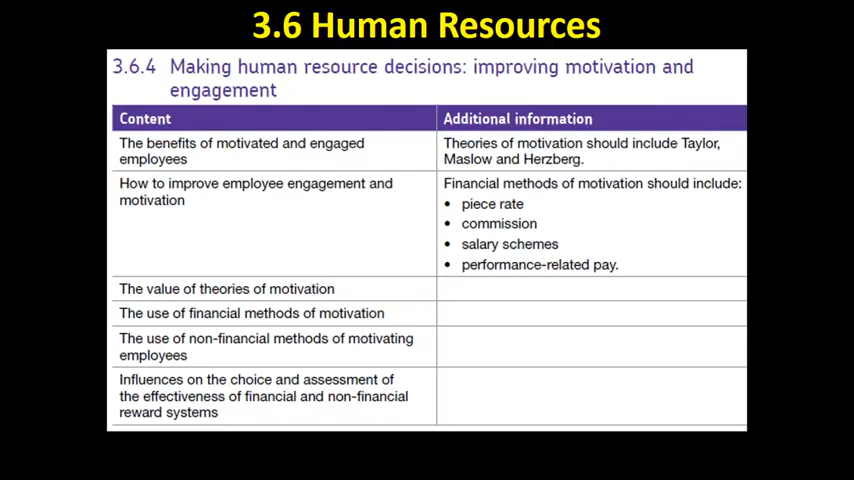 3.6 Human Resources
3.6.4 Making human resource decisions: improving motivation and
engagement
Content
Additional information
The benefits of motivated and engaged
employees
Theories of motivation should include Taylor,
Maslow and Herzberg.
How to improve employee engagement and
motivation
Financial methods of motivation should include:
• piece rate
• commission
• salary schemes
• performance-related pay.
The value of theories of motivation
The use of financial methods of motivation
The use of non-financial methods of motivating
employees
Influences on the choice and assessment of
the effectiveness of financial and non-financial
reward systems